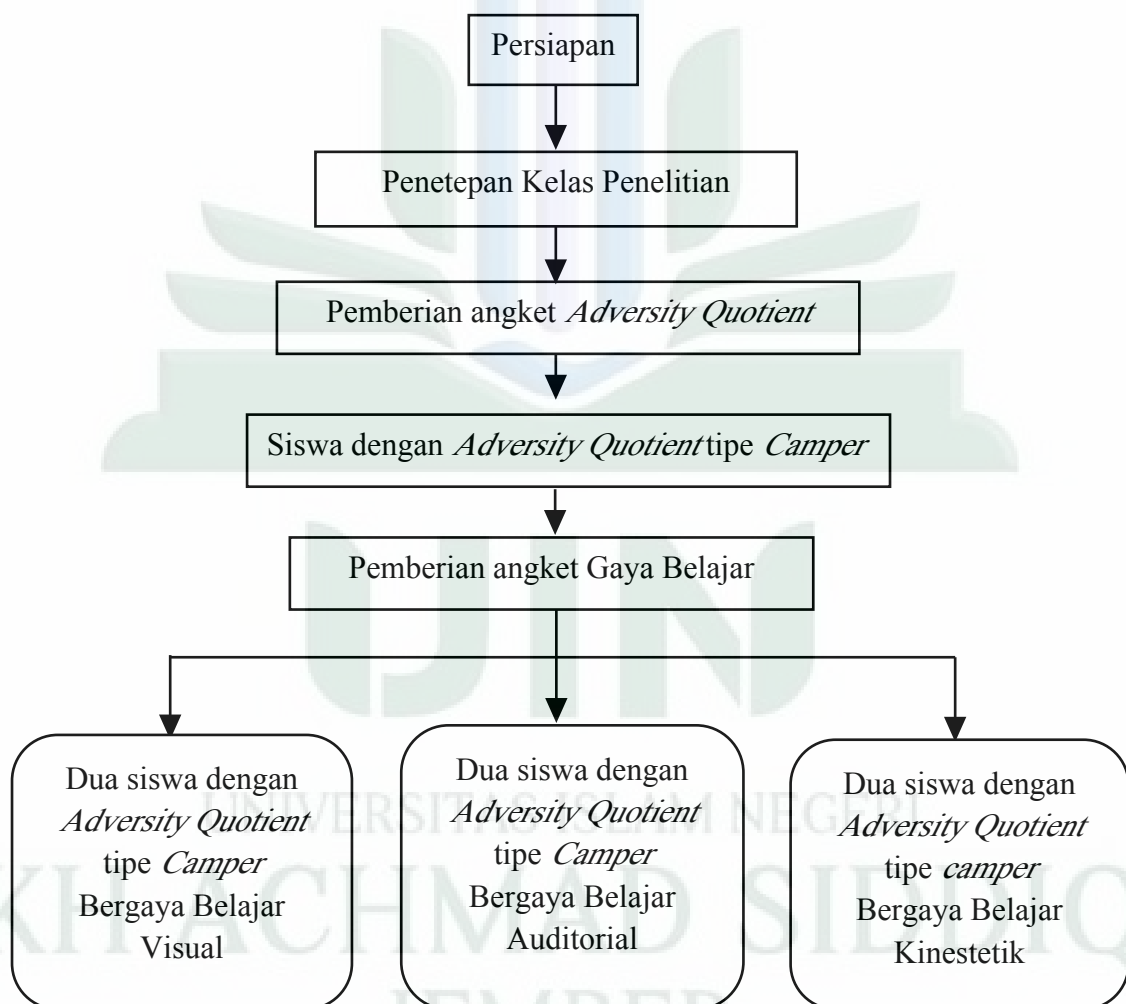 Persiapan
Penetepan Kelas Penelitian
Pemberian angket Adversity Quotient
Siswa dengan Adversity Quotient tipe Camper
Pemberian angket Gaya Belajar
Dua siswa dengan
Adversity Quotient
tipe Camper
Bergaya Belajar
Visual
Dua siswa dengan
Adversity Quotient
tipe Camper
Bergaya Belajar
Auditorial
Dua siswa dengan
Adversity Quotient
tipe camper
Bergaya Belajar
Kinestetik
UIN
UNIVERSITAS ISLAM NEGERI
KH ACHMAD SIDDIQ
JEMBER